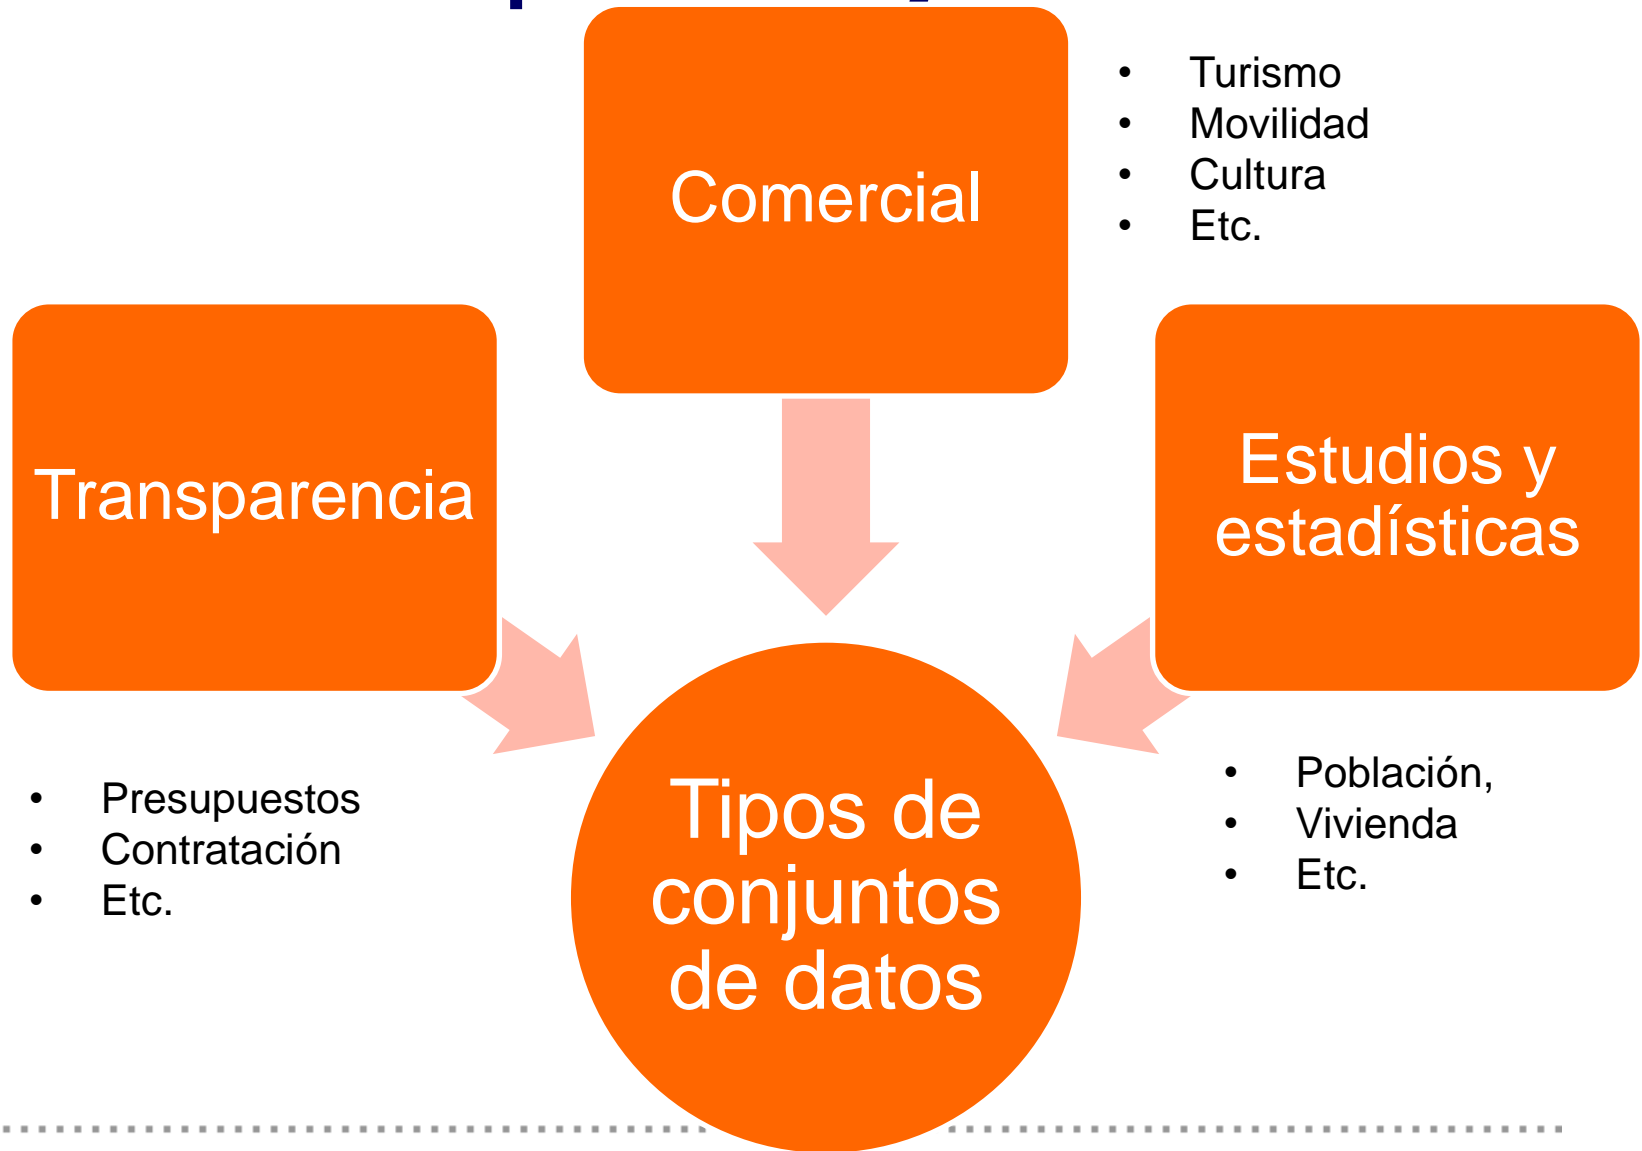 Comercial
• Turismo
• Movilidad
• Cultura
• Etc.
Transparencia
• Presupuestos
• Contratación
• Etc.
Estudios y
estadísticas
• Población,
• Vivienda
• Etc.
Tipos de
conjuntos
de datos